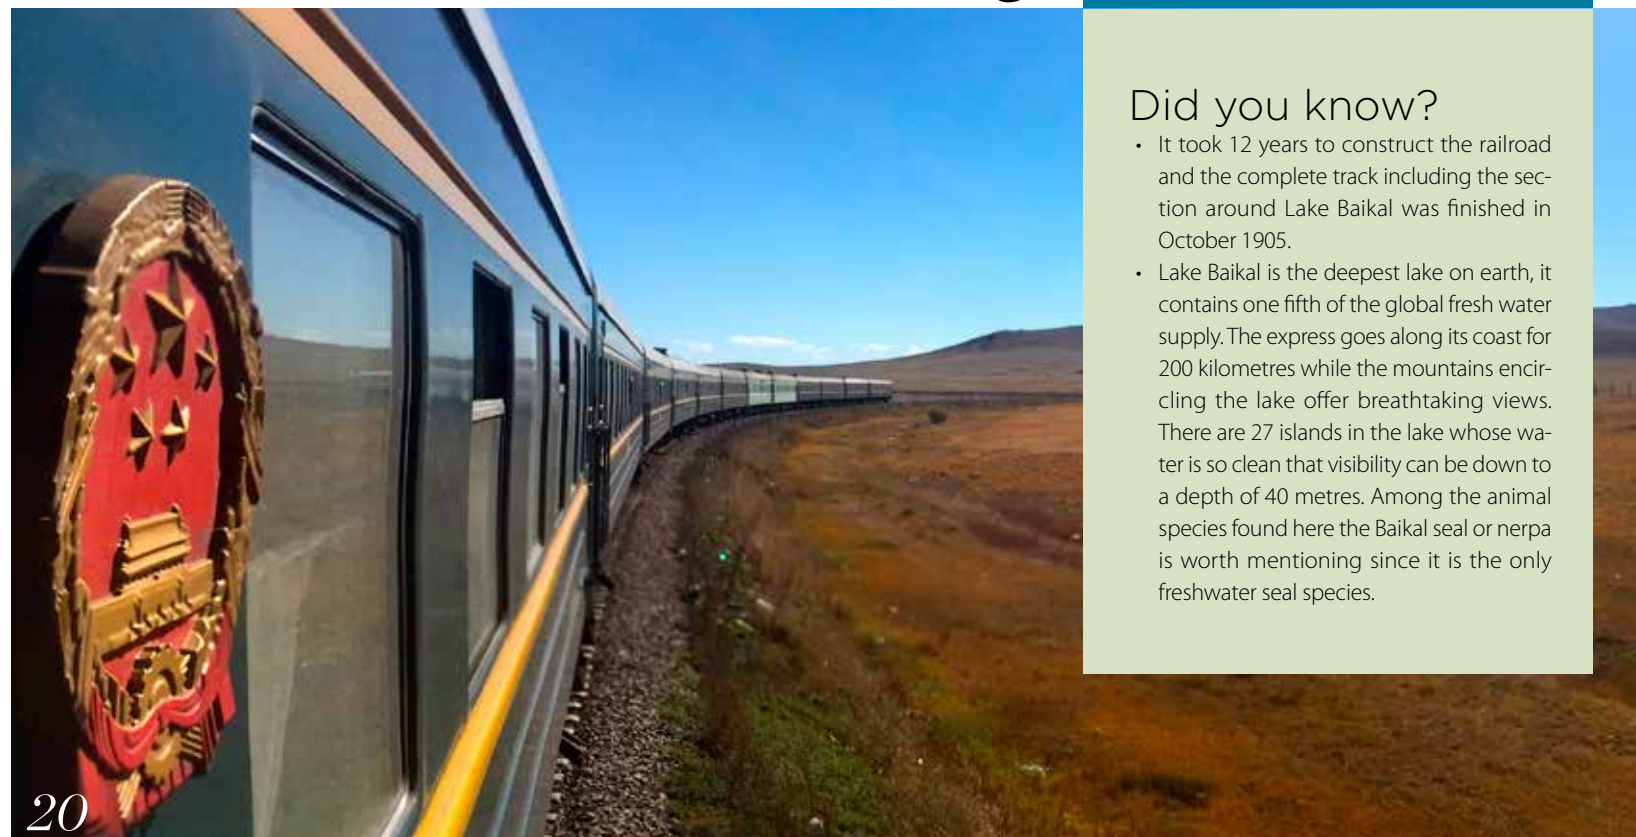 Did you know?
• It took 12 years to construct the railroad
and the complete track including the sec-
tion around Lake Baikal was finished in
October 1905.
• Lake Baikal is the deepest lake on earth, it
contains one fifth of the global fresh water
supply. The express goes along its coast for
200 kilometres while the mountains encir-
cling the lake offer breathtaking views.
There are 27 islands in the lake whose wa-
ter is so clean that visibility can be down to
a depth of 40 metres. Among the animal
species found here the Baikal seal or nerpa
is worth mentioning since it is the only
freshwater seal species.
20